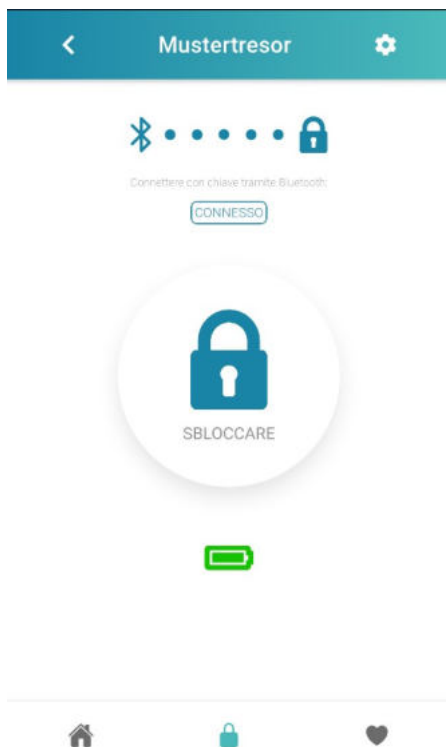 Mustertresor
Connettere con chiave tramite Bluetooth:
CONNESSO
SBLOCCARE